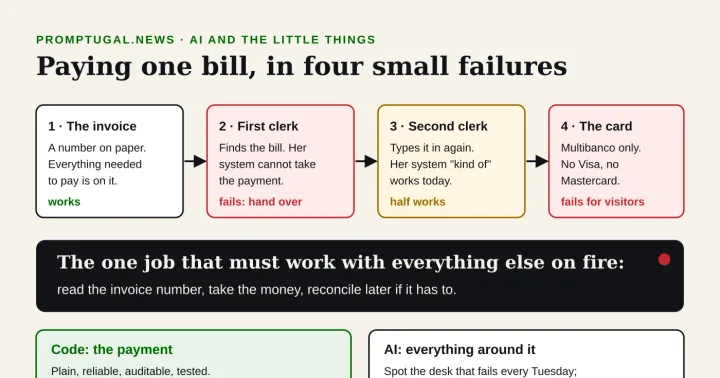 PROMPTUGAL.NEWS · AI AND THE LITTLE THINGS
Paying one bill, in four small failures
1 · The invoice
A number on paper.
Everything needed
to pay is on it.
works
2 · First clerk
Finds the bill. Her
system cannot take
the payment.
fails: hand over
3 · Second clerk
Types it in again.
Her system "kind of"
works today.
half works
4 · The card
Multibanco only.
No Visa, no
Mastercard.
fails for visitors
The one job that must work with everything else on fire:
read the invoice number, take the money, reconcile later if it has to.
Code: the payment
Plain, reliable, auditable, tested.
AI: everything around it
Spot the desk that fails every Tuesday;